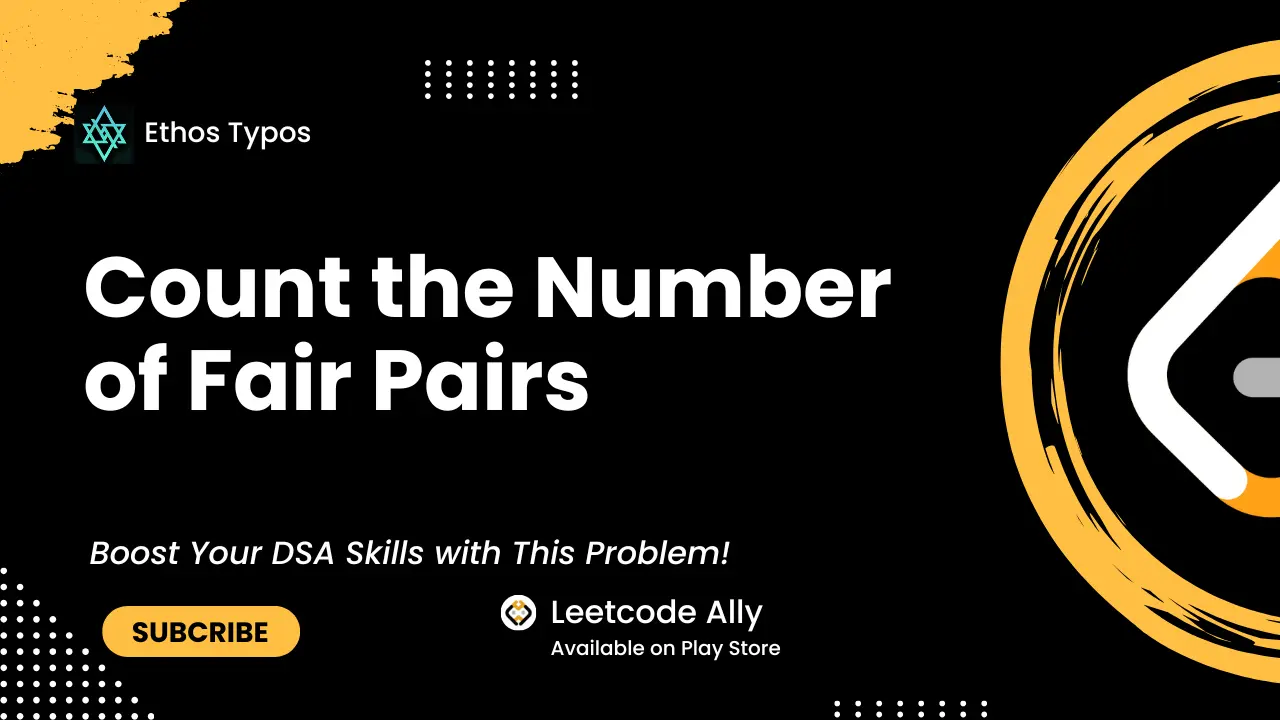 Ethos Typos
Count the Number
of Fair Pairs
Boost Your DSA Skills with This Problem!
SUBCRIBE
Leetcode Ally
Available on Play Store